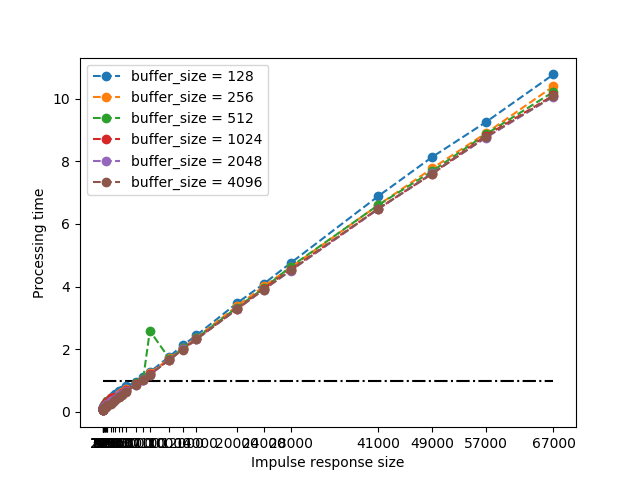 buffer_size = 128
buffer_size = 256
buffer_size = 512
buffer_size = 1024
buffer_size = 2048
buffer_size = 4096
10
8
6
4
2
0
Processing time
20000 24000 28000 41000 49000 57000 67000
Impulse response size